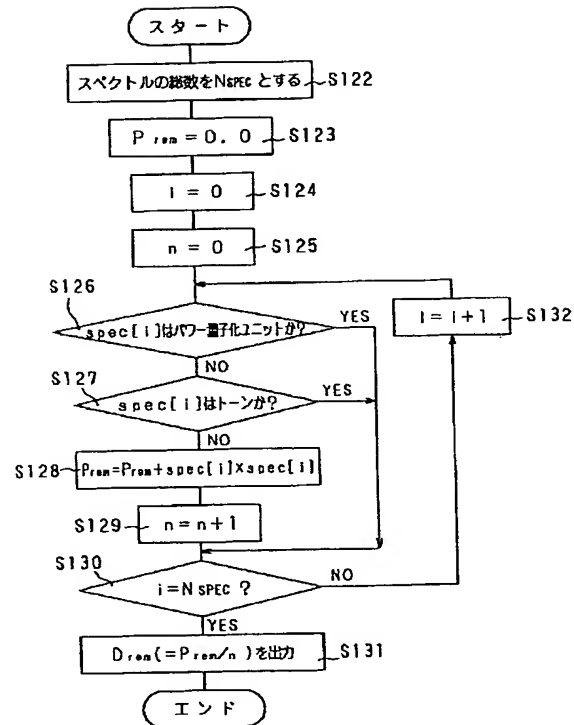 スタート
スペクトルの総数をNSPECとする
S122
Prem=0.0
S123
i=0
S124
n=0
S125
S126
spec[i]はパワー量子化ユニットか?
YES
i=i+1
S132
NO
S127
spec[i]はトーンか?
YES
NO
S128
Prem=Prem+spec[i]×spec[i]
S129
n=n+1
S130
i=NSPEC?
NO
YES
Drem(=Prem/n)を出力
S131
エンド